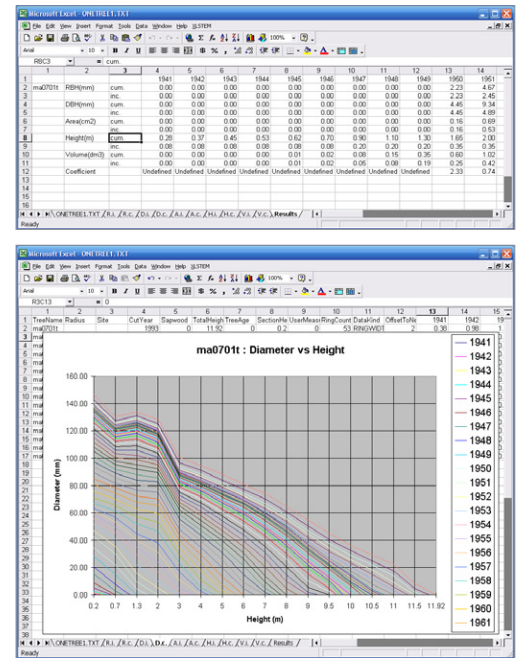 Microsoft Excel - ONETREE1.TXT
File Edit View Insert Format Tools Data Window Help XLSTEM
100%
Arial 10 B I U
R8C3 = cum.
1 2 3 4 5 6 7 8 9 10 11 12 13 14
1 1941 1942 1943 1944 1945 1946 1947 1948 1949 1950 1951
2 ma0701t RBH(mm) cum. 0.00 0.00 0.00 0.00 0.00 0.00 0.00 0.00 0.00 2.23 4.67
3 inc. 0.00 0.00 0.00 0.00 0.00 0.00 0.00 0.00 0.00 2.23 2.45
4 DBH(mm) cum. 0.00 0.00 0.00 0.00 0.00 0.00 0.00 0.00 0.00 4.45 9.34
5 inc. 0.00 0.00 0.00 0.00 0.00 0.00 0.00 0.00 0.00 4.45 4.89
6 Area(cm2) cum. 0.00 0.00 0.00 0.00 0.00 0.00 0.00 0.00 0.00 0.16 0.69
7 inc. 0.00 0.00 0.00 0.00 0.00 0.00 0.00 0.00 0.00 0.16 0.53
8 Height(m) cum. 0.28 0.37 0.45 0.53 0.62 0.70 0.90 1.10 1.30 1.65 2.00
9 inc. 0.08 0.08 0.08 0.08 0.08 0.08 0.20 0.20 0.20 0.35 0.35
10 Volume(dm3) cum. 0.00 0.00 0.00 0.00 0.01 0.02 0.08 0.15 0.35 0.60 1.02
11 inc. 0.00 0.00 0.00 0.00 0.01 0.02 0.05 0.08 0.19 0.25 0.42
12 Coefficient Undefined Undefined Undefined Undefined Undefined Undefined Undefined Undefined Undefined 2.33 0.74
13
14
15
16
ONETREE1.TXT / R.i. / R.c. / D.i. / D.c. / A.i. / A.c. / H.i. / H.c. / V.i. / V.c. / Results /
Ready
Microsoft Excel - ONETREE1.TXT
File Edit View Insert Format Tools Data Window Help XLSTEM
100%
Arial 10 B I U
R3C13 = 0
1 2 3 4 5 6 7 8 9 10 11 12 13 14 15
1 TreeName Radius Site CutYear Sapwood TotalHeigh TreeAge SectionHe UserMeasu RingCount DataKind OffsetToNe 1941 1942 19
2 ma0701t 1993 0 11.92 0 0.2 0 53 RINGWIDT 2 0.38 0.98
ma0701t : Diameter vs Height
Diameter (mm)
160.00
140.00
120.00
100.00
80.00
60.00
40.00
20.00
0.00
0.2 0.7 1.3 2 3 4 5 6 7 8 9 9.5 10 10.5 11 11.5 11.92
Height (m)
1941
1942
1943
1944
1945
1946
1947
1948
1949
1950
1951
1952
1953
1954
1955
1956
1957
1958
1959
1960
1961
ONETREE1.TXT / R.i. / R.c. / D.i. / D.c. / A.i. / A.c. / H.i. / H.c. / V.i. / V.c. / Results /
Ready